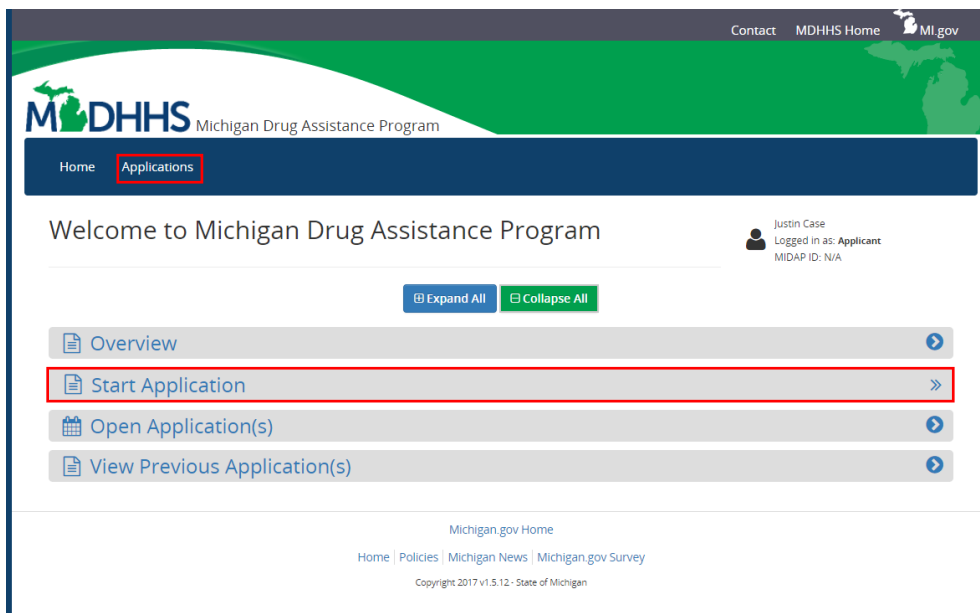 Contact MDHHS Home MI.gov
MDHHS Michigan Drug Assistance Program
Home Applications
Welcome to Michigan Drug Assistance Program
Justin Case
Logged in as: Applicant
MIDAP ID: N/A
Expand All Collapse All
Overview
Start Application
Open Application(s)
View Previous Application(s)
Michigan.gov Home
Home | Policies | Michigan News | Michigan.gov Survey
Copyright 2017 v1.5.12 - State of Michigan